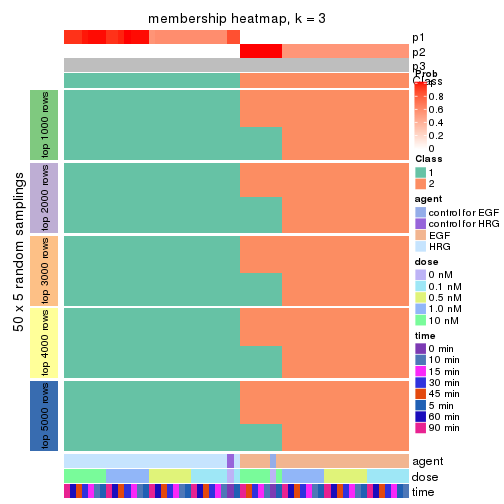 membership heatmap, k = 3
p1
p2
p3
Class
Prob
1
0.8
0.6
0.4
0.2
0
Class
1
2
agent
control for EGF
control for HRG
EGF
HRG
dose
0 nM
0.1 nM
0.5 nM
1.0 nM
10 nM
time
0 min
10 min
15 min
30 min
45 min
5 min
60 min
90 min
50 x 5 random samplings
top 1000 rows
top 2000 rows
top 3000 rows
top 4000 rows
top 5000 rows
agent
dose
time